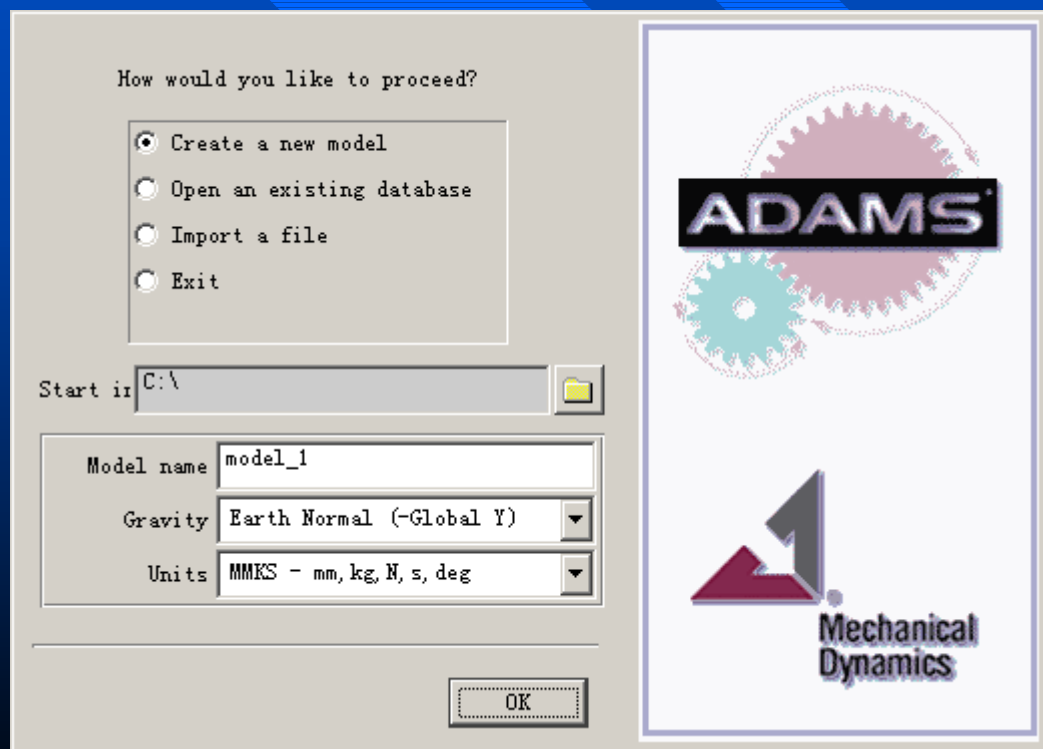 How would you like to proceed?
Create a new model
Open an existing database
Import a file
Exit
Start in C:\
Model name model_1
Gravity Earth Normal (-Global Y)
Units MMKS - mm,kg,N,s,deg
OK
ADAMS
Mechanical
Dynamics